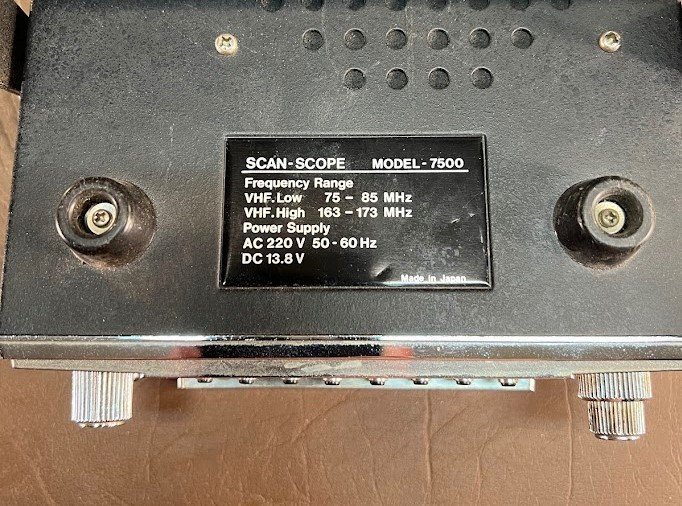 SCAN-SCOPE MODEL-7500
Frequency Range
VHF.Low 75 - 85 MHz
VHF.High 163 - 173 MHz
Power Supply
AC 220 V 50-60 Hz
DC 13.8 V
Made in Japan